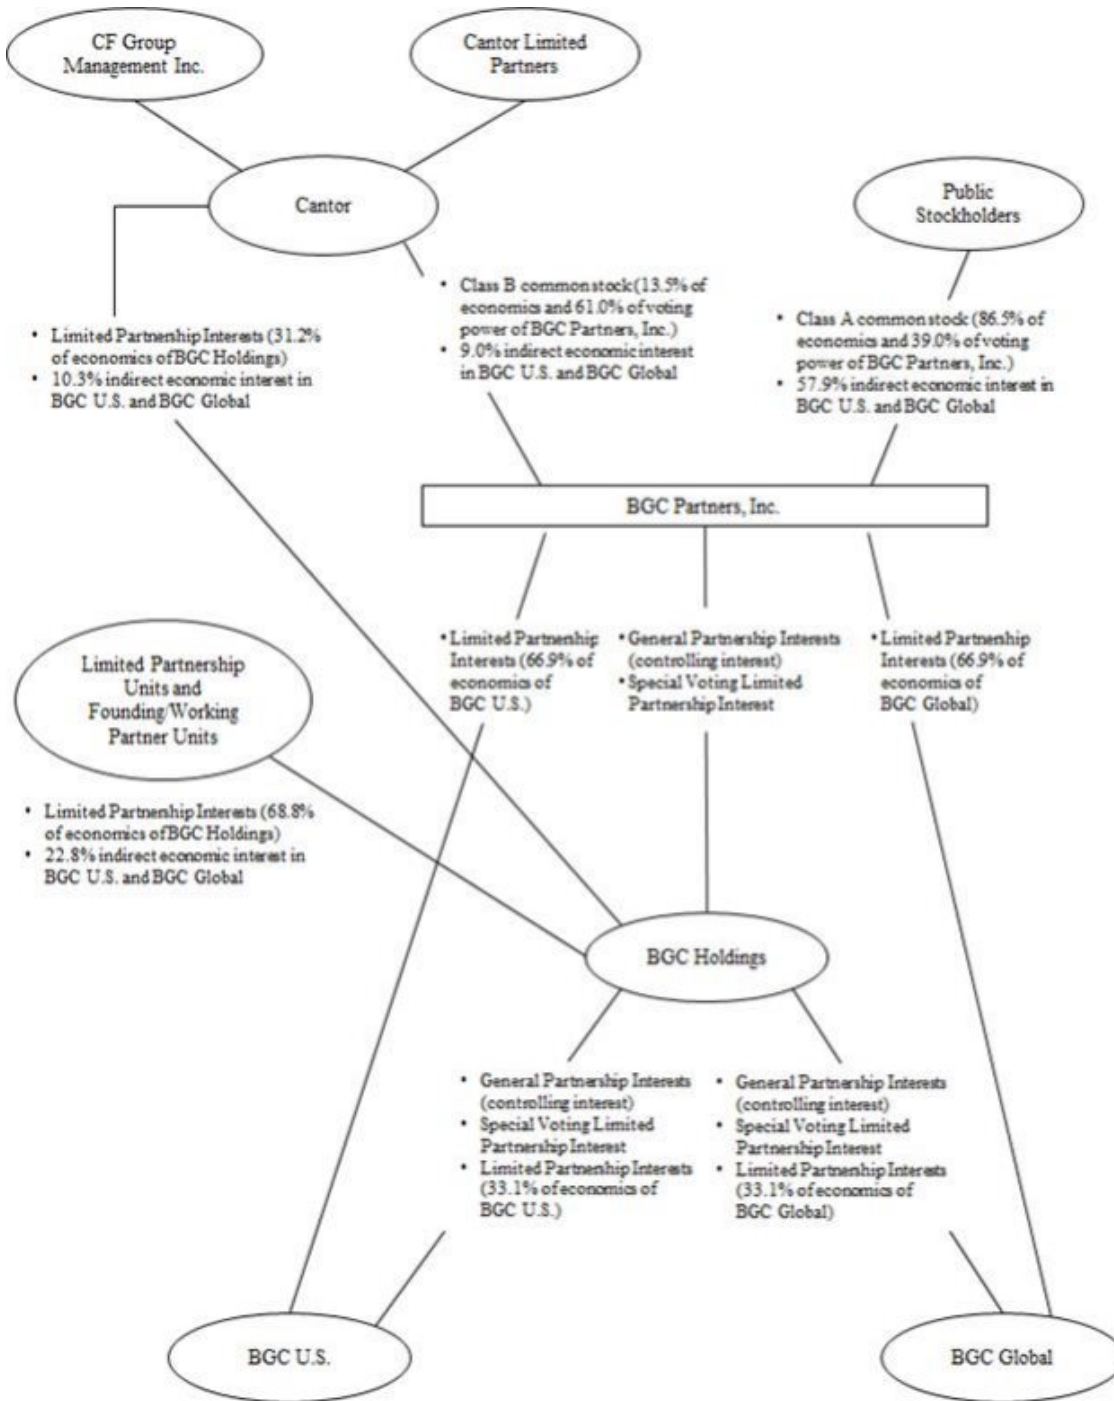 CF Group
Management Inc.
Cantor Limited
Partners
Cantor
Public
Stockholders
• Class B common stock (13.5% of
economics and 61.0% of voting
power of BGC Partners, Inc.)
• 9.0% indirect economic interest
in BGC U.S. and BGC Global
• Class A common stock (86.5% of
economics and 39.0% of voting
power of BGC Partners, Inc.)
• 57.9% indirect economic interest in
BGC U.S. and BGC Global
• Limited Partnership Interests (31.2%
of economics of BGC Holdings)
• 10.3% indirect economic interest in
BGC U.S. and BGC Global
BGC Partners, Inc.
• Limited Partnership
Interests (66.9% of
economics of
BGC U.S.)
• General Partnership Interests
(controlling interest)
• Special Voting Limited
Partnership Interest
• Limited Partnership
Interests (66.9% of
economics of
BGC Global)
Limited Partnership
Units and
Founding/Working
Partner Units
• Limited Partnership Interests (68.8%
of economics of BGC Holdings)
• 22.8% indirect economic interest in
BGC U.S. and BGC Global
BGC Holdings
• General Partnership Interests
(controlling interest)
• Special Voting Limited
Partnership Interest
• Limited Partnership Interests
(33.1% of economics of
BGC U.S.)
• General Partnership Interests
(controlling interest)
• Special Voting Limited
Partnership Interest
• Limited Partnership Interests
(33.1% of economics of
BGC Global)
BGC U.S.
BGC Global